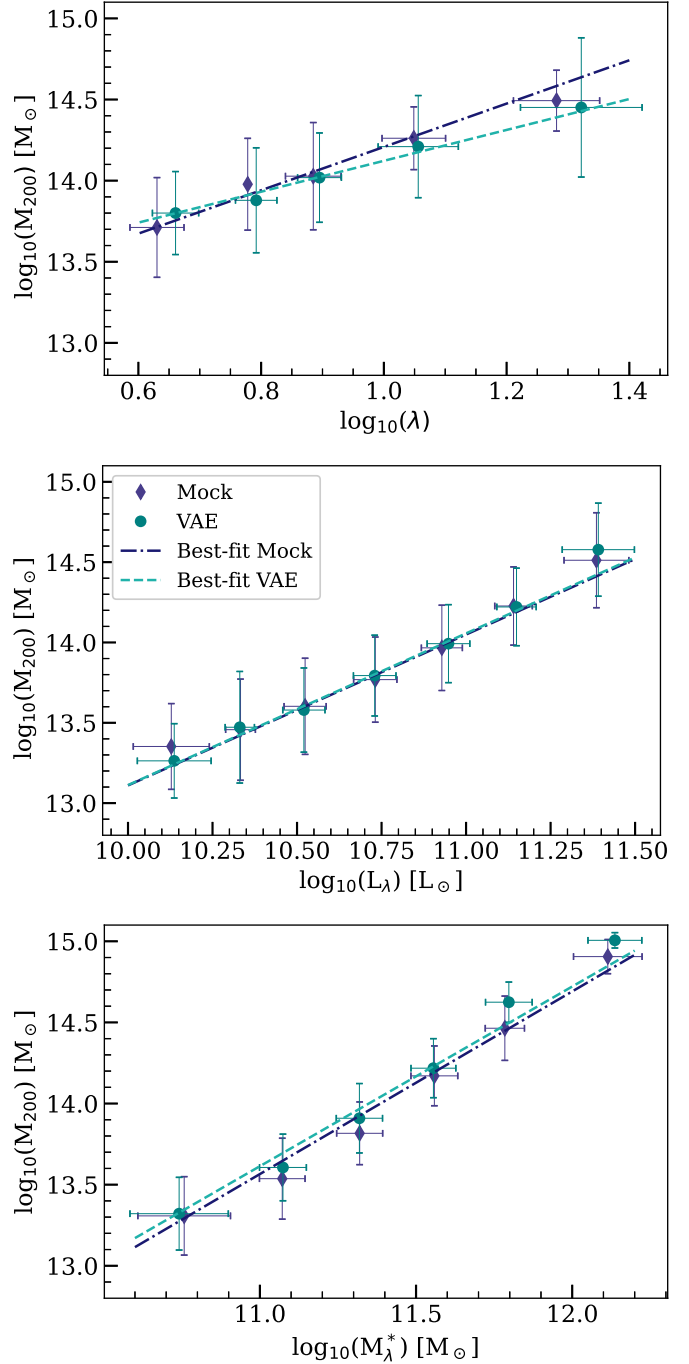 15.0
14.5
14.0
13.5
13.0
log₁₀(M₂₀₀) [M⊙]
0.6 0.8 1.0 1.2 1.4
log₁₀(λ)
Mock
VAE
Best-fit Mock
Best-fit VAE
15.0
14.5
14.0
13.5
13.0
log₁₀(M₂₀₀) [M⊙]
10.00 10.25 10.50 10.75 11.00 11.25 11.50
log₁₀(L_λ) [L⊙]
15.0
14.5
14.0
13.5
13.0
log₁₀(M₂₀₀) [M⊙]
11.0 11.5 12.0
log₁₀(M*_λ) [M⊙]